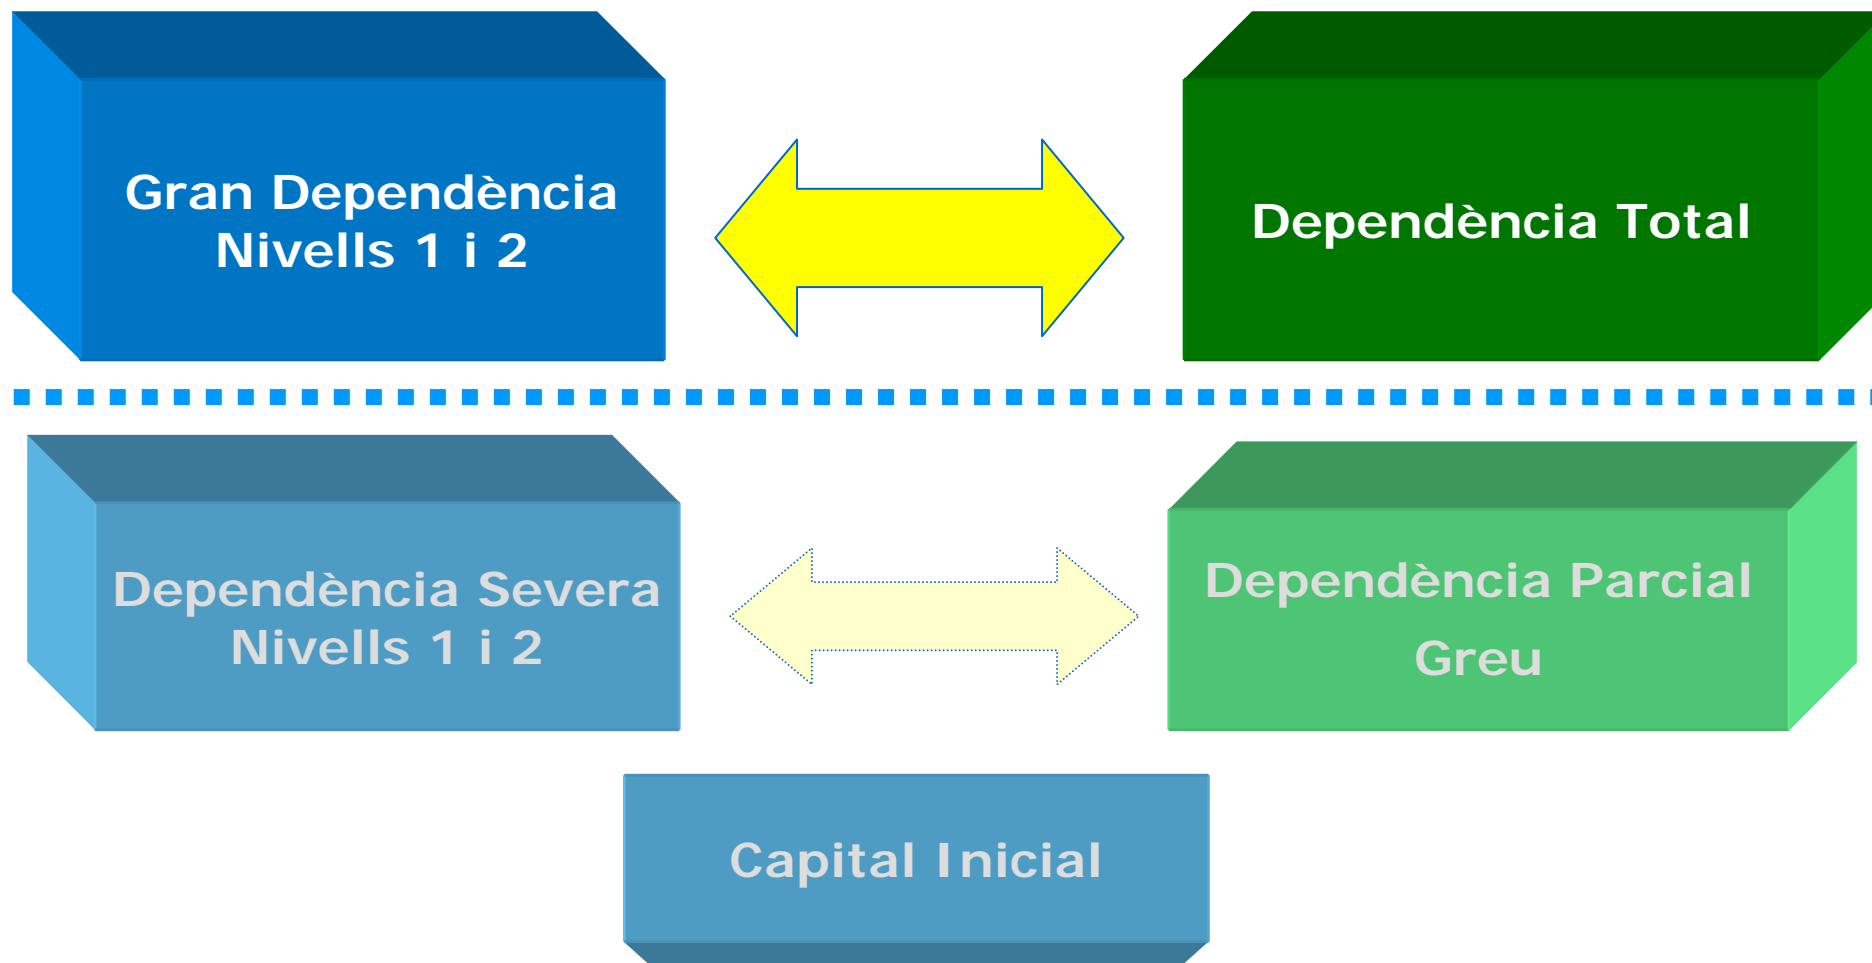 Gran Dependència
Nivells 1 i 2
Dependència Total
Dependència Severa
Nivells 1 i 2
Dependència Parcial
Greu
Capital Inicial